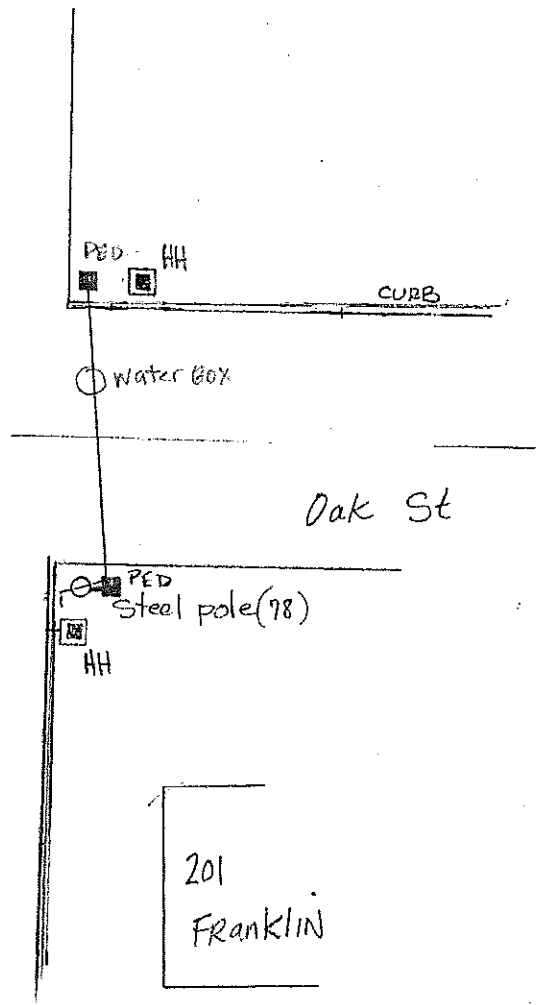 PED
HH
CURB
Water BOX
Oak St
PED
Steel pole (78)
HH
201
FRANKLIN